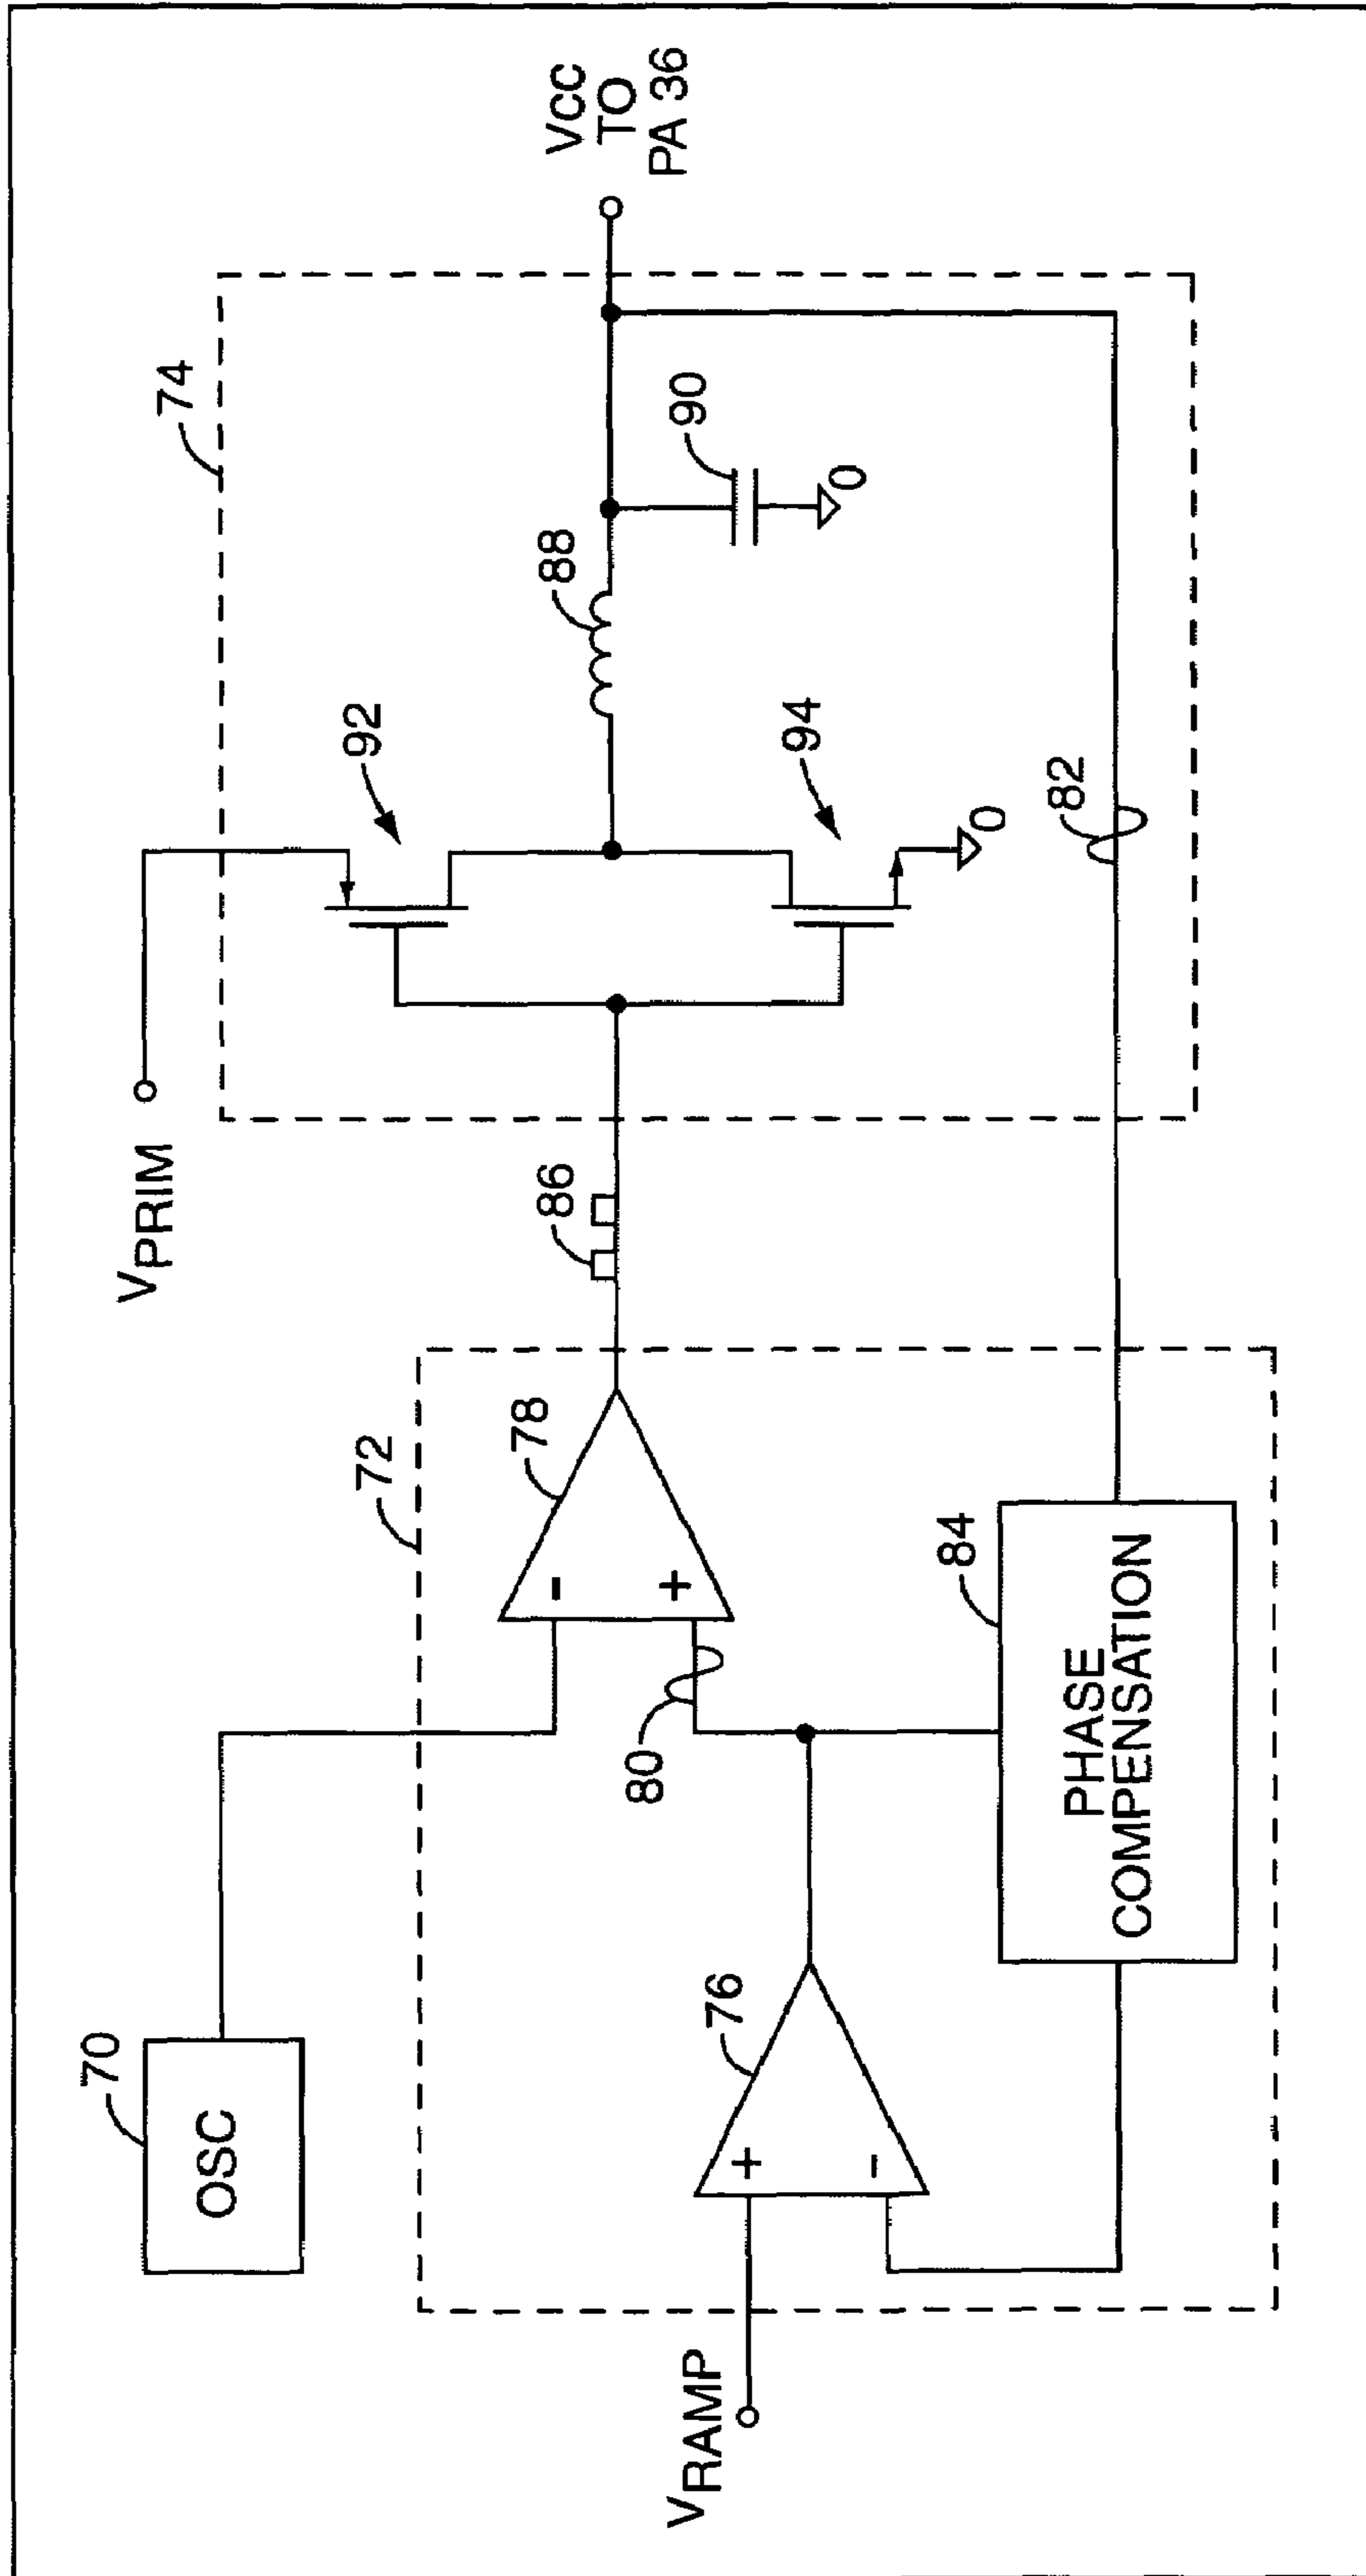 VPRIM
VCC
TO
PA 36
74
92
88
90
0
94
0
82
86
72
78
-
+
80
84
PHASE
COMPENSATION
70
OSC
76
+
-
VRAMP